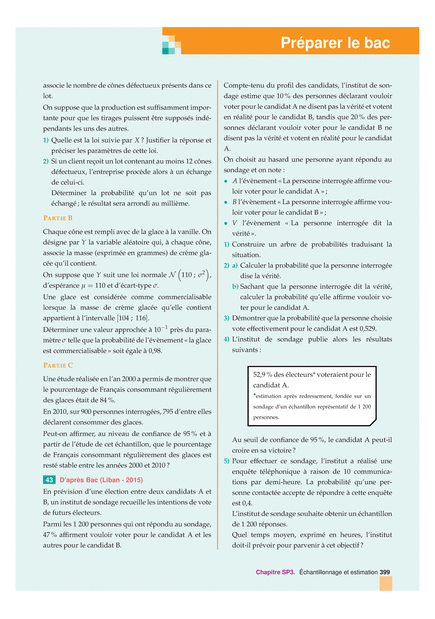 Préparer le bac
associe le nombre de cônes défectueux présents dans ce
lot.
On suppose que la production est suffisamment impor-
tante pour que les tirages puissent être supposés indé-
pendants les uns des autres.
1) Quelle est la loi suivie par X ? Justifier la réponse et
préciser les paramètres de cette loi.
2) Si un client reçoit un lot contenant au moins 12 cônes
défectueux, l'entreprise procède alors à un échange
de celui-ci.
Déterminer la probabilité qu'un lot ne soit pas
échangé ; le résultat sera arrondi au millième.
PARTIE B
Chaque cône est rempli avec de la glace à la vanille. On
désigne par Y la variable aléatoire qui, à chaque cône,
associe la masse (exprimée en grammes) de crème gla-
cée qu'il contient.
On suppose que Y suit une loi normale N (110 ; σ²),
d'espérance μ = 110 et d'écart-type σ.
Une glace est considérée comme commercialisable
lorsque la masse de crème glacée qu'elle contient
appartient à l'intervalle [104 ; 116].
Déterminer une valeur approchée à 10⁻¹ près du para-
mètre σ telle que la probabilité de l'évènement « la glace
est commercialisable » soit égale à 0,98.
PARTIE C
Une étude réalisée en l'an 2000 a permis de montrer que
le pourcentage de Français consommant régulièrement
des glaces était de 84 %.
En 2010, sur 900 personnes interrogées, 795 d'entre elles
déclarent consommer des glaces.
Peut-on affirmer, au niveau de confiance de 95 % et à
partir de l'étude de cet échantillon, que le pourcentage
de Français consommant régulièrement des glaces est
resté stable entre les années 2000 et 2010 ?
43 D'après Bac (Liban - 2015)
En prévision d'une élection entre deux candidats A et
B, un institut de sondage recueille les intentions de vote
de futurs électeurs.
Parmi les 1 200 personnes qui ont répondu au sondage,
47 % affirment vouloir voter pour le candidat A et les
autres pour le candidat B.
Compte-tenu du profil des candidats, l'institut de son-
dage estime que 10 % des personnes déclarant vouloir
voter pour le candidat A ne disent pas la vérité et votent
en réalité pour le candidat B, tandis que 20 % des per-
sonnes déclarant vouloir voter pour le candidat B ne
disent pas la vérité et votent en réalité pour le candidat
A.
On choisit au hasard une personne ayant répondu au
sondage et on note :
• A l'évènement « La personne interrogée affirme vou-
loir voter pour le candidat A » ;
• B l'évènement « La personne interrogée affirme vou-
loir voter pour le candidat B » ;
• V l'évènement « La personne interrogée dit la
vérité ».
1) Construire un arbre de probabilités traduisant la
situation.
2) a) Calculer la probabilité que la personne interrogée
dise la vérité.
b) Sachant que la personne interrogée dit la vérité,
calculer la probabilité qu'elle affirme vouloir vo-
ter pour le candidat A.
3) Démontrer que la probabilité que la personne choisie
vote effectivement pour le candidat A est 0,529.
4) L'institut de sondage publie alors les résultats
suivants :
52,9 % des électeurs* voteraient pour le
candidat A.
*estimation après redressement, fondée sur un
sondage d'un échantillon représentatif de 1 200
personnes.
Au seuil de confiance de 95 %, le candidat A peut-il
croire en sa victoire ?
5) Pour effectuer ce sondage, l'institut a réalisé une
enquête téléphonique à raison de 10 communica-
tions par demi-heure. La probabilité qu'une per-
sonne contactée accepte de répondre à cette enquête
est 0,4.
L'institut de sondage souhaite obtenir un échantillon
de 1 200 réponses.
Quel temps moyen, exprimé en heures, l'institut
doit-il prévoir pour parvenir à cet objectif ?
Chapitre SP3. Échantillonnage et estimation 399